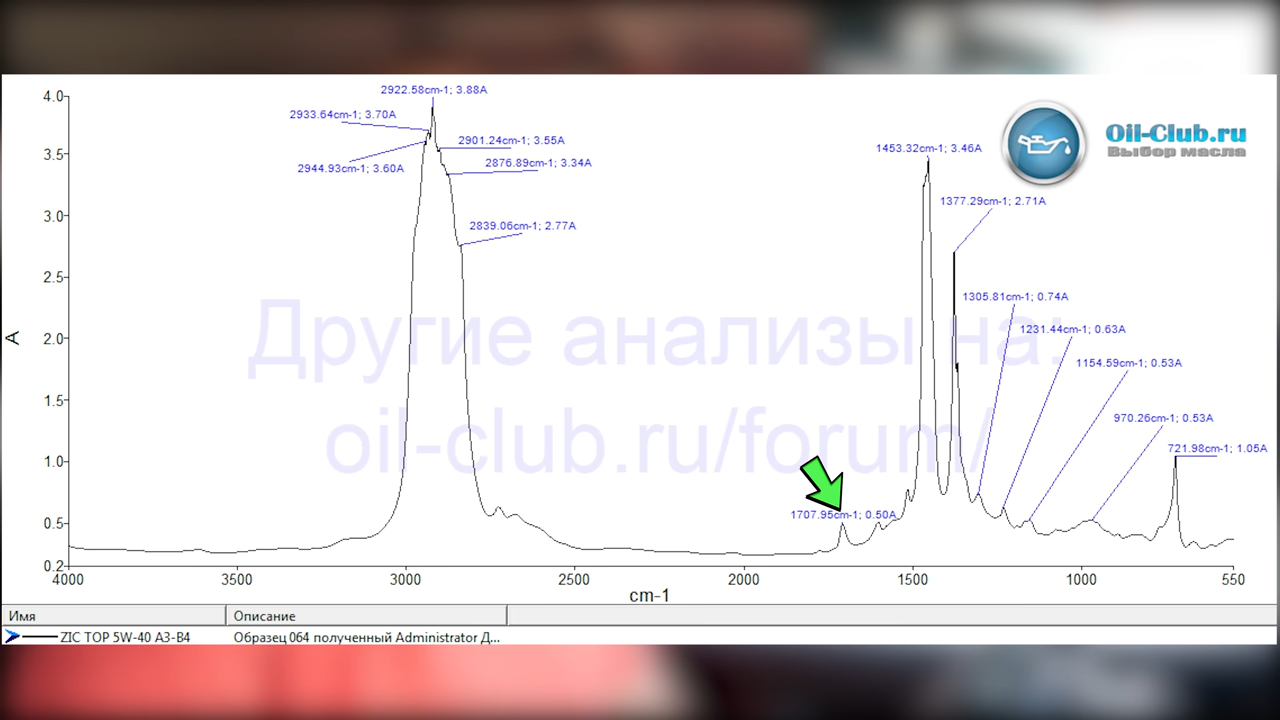 4.0
3.5
3.0
2.5
2.0
1.5
1.0
0.5
0.2
A
2922.58cm-1; 3.88A
2933.64cm-1; 3.70A
2901.24cm-1; 3.55A
2944.93cm-1; 3.60A
2876.89cm-1; 3.34A
2839.06cm-1; 2.77A
1453.32cm-1; 3.46A
1377.29cm-1; 2.71A
1305.81cm-1; 0.74A
1231.44cm-1; 0.63A
1154.59cm-1; 0.53A
970.26cm-1; 0.53A
721.98cm-1; 1.05A
1707.95cm-1; 0.50A
Oil-Club.ru
Выбор масла
Другие анализы на:
oil-club.ru/forum/
4000 3500 3000 2500 2000 1500 1000 550
cm-1
Имя Описание
ZIC TOP 5W-40 A3-B4 Образец 064 полученный Administrator Д...